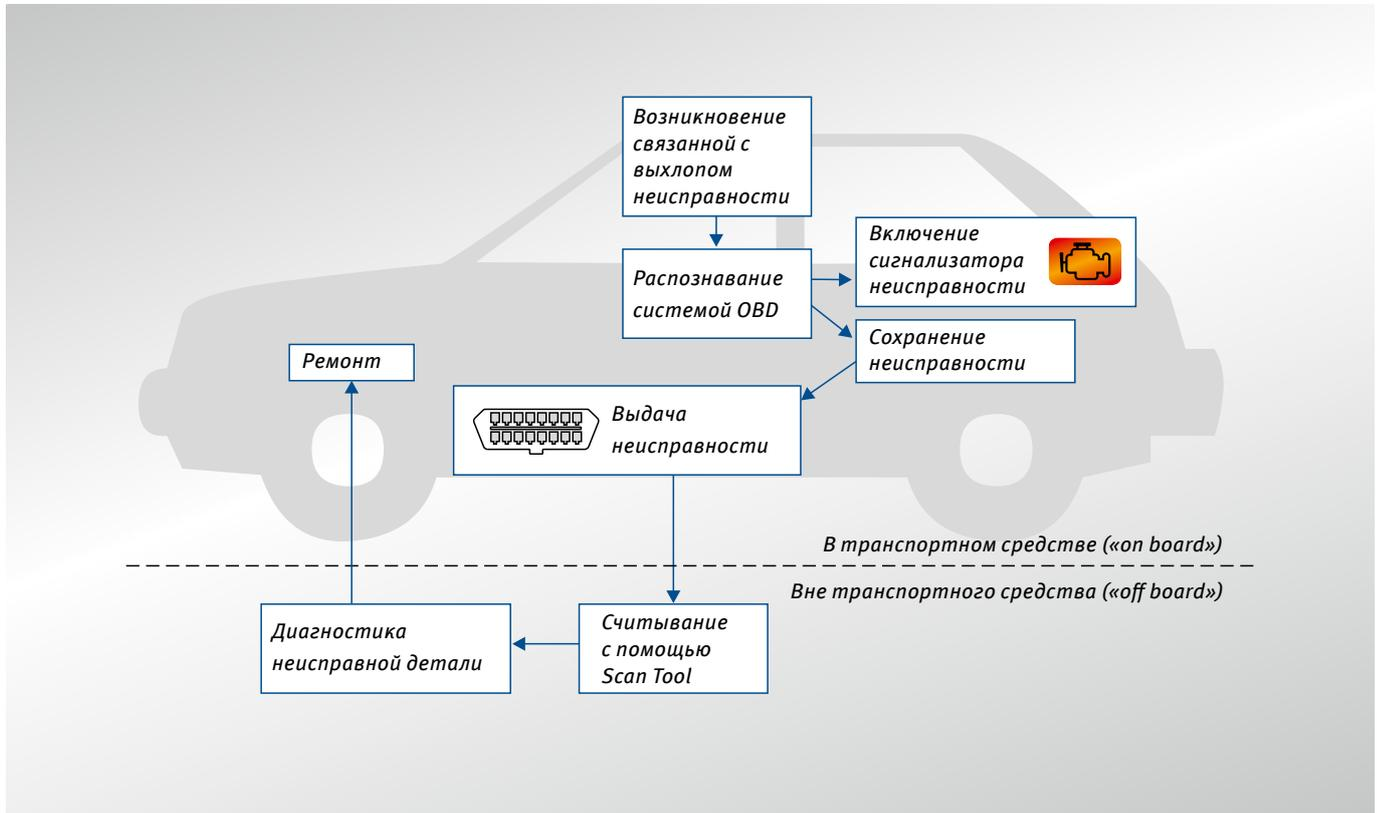 Возникновение
связанной с
выхлопом
неисправности
Распознавание
системой OBD
Включение
сигнализатора
неисправности
Сохранение
неисправности
Ремонт
Выдача
неисправности
В транспортном средстве («on board»)
Вне транспортного средства («off board»)
Считывание
с помощью
Scan Tool
Диагностика
неисправной детали